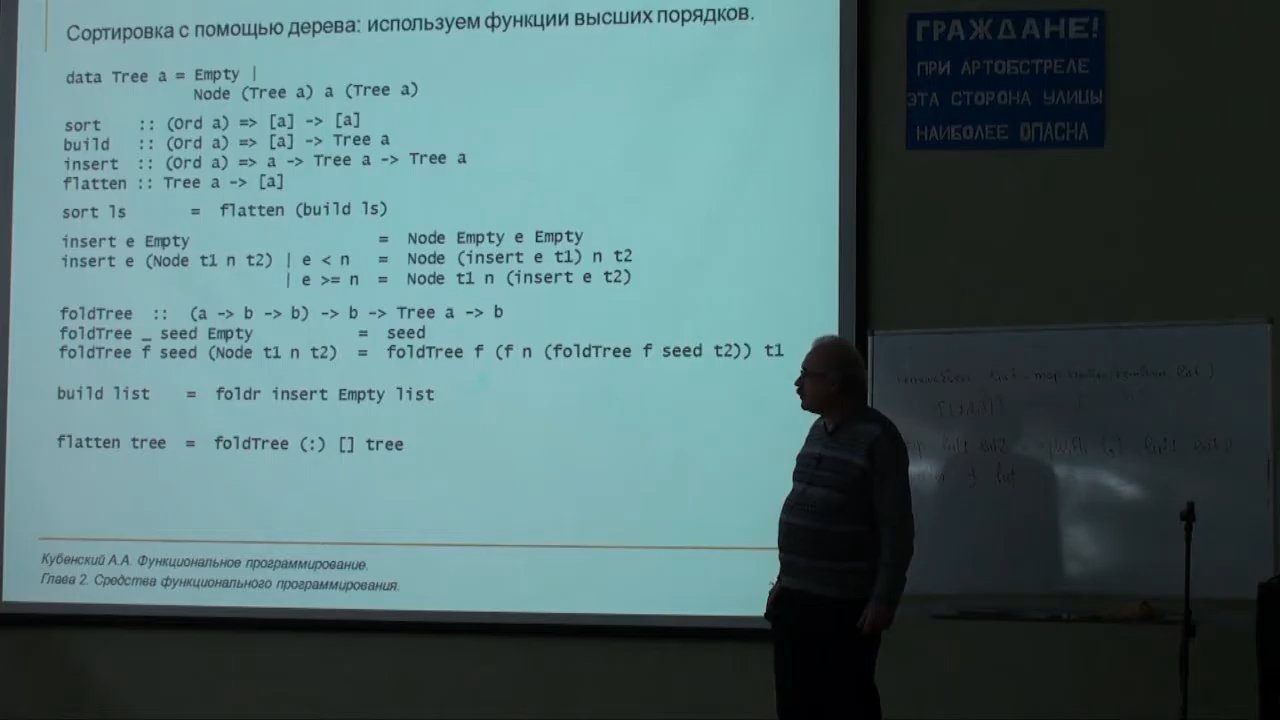 Сортировка с помощью дерева: используем функции высших порядков.
data Tree a = Empty |
Node (Tree a) a (Tree a)
sort :: (Ord a) => [a] -> [a]
build :: (Ord a) => [a] -> Tree a
insert :: (Ord a) => a -> Tree a -> Tree a
flatten :: Tree a -> [a]
sort ls = flatten (build ls)
insert e Empty = Node Empty e Empty
insert e (Node t1 n t2) | e < n = Node (insert e t1) n t2
| e >= n = Node t1 n (insert e t2)
foldTree :: (a -> b -> b) -> b -> Tree a -> b
foldTree _ seed Empty = seed
foldTree f seed (Node t1 n t2) = foldTree f (f n (foldTree f seed t2)) t1
build list = foldr insert Empty list
flatten tree = foldTree (:) [] tree
Кубенский А.А. Функциональное программирование.
Глава 2. Средства функционального программирования.
ГРАЖДАНЕ!
ПРИ АРТОБСТРЕЛЕ
ЭТА СТОРОНА УЛИЦЫ
НАИБОЛЕЕ ОПАСНА